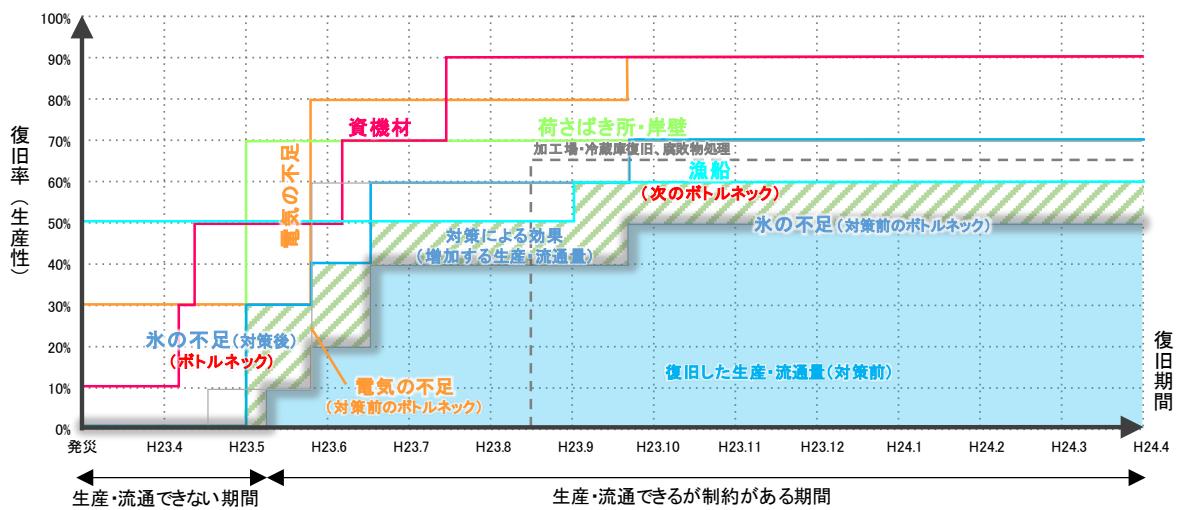 100%
90%
80%
70%
60%
50%
40%
30%
20%
10%
0%
復旧率（生産性）
資機材
荷さばき所・岸壁
加工場・冷蔵庫復旧、腐敗物処理
電気の不足
漁船
（次のボトルネック）
対策による効果
（増加する生産・流通量）
氷の不足（対策前のボトルネック）
氷の不足（対策後）
（ボトルネック）
電気の不足
（対策前のボトルネック）
復旧した生産・流通量（対策前）
復旧期間
発災 H23.4 H23.5 H23.6 H23.7 H23.8 H23.9 H23.10 H23.11 H23.12 H24.1 H24.2 H24.3 H24.4
生産・流通できない期間
生産・流通できるが制約がある期間